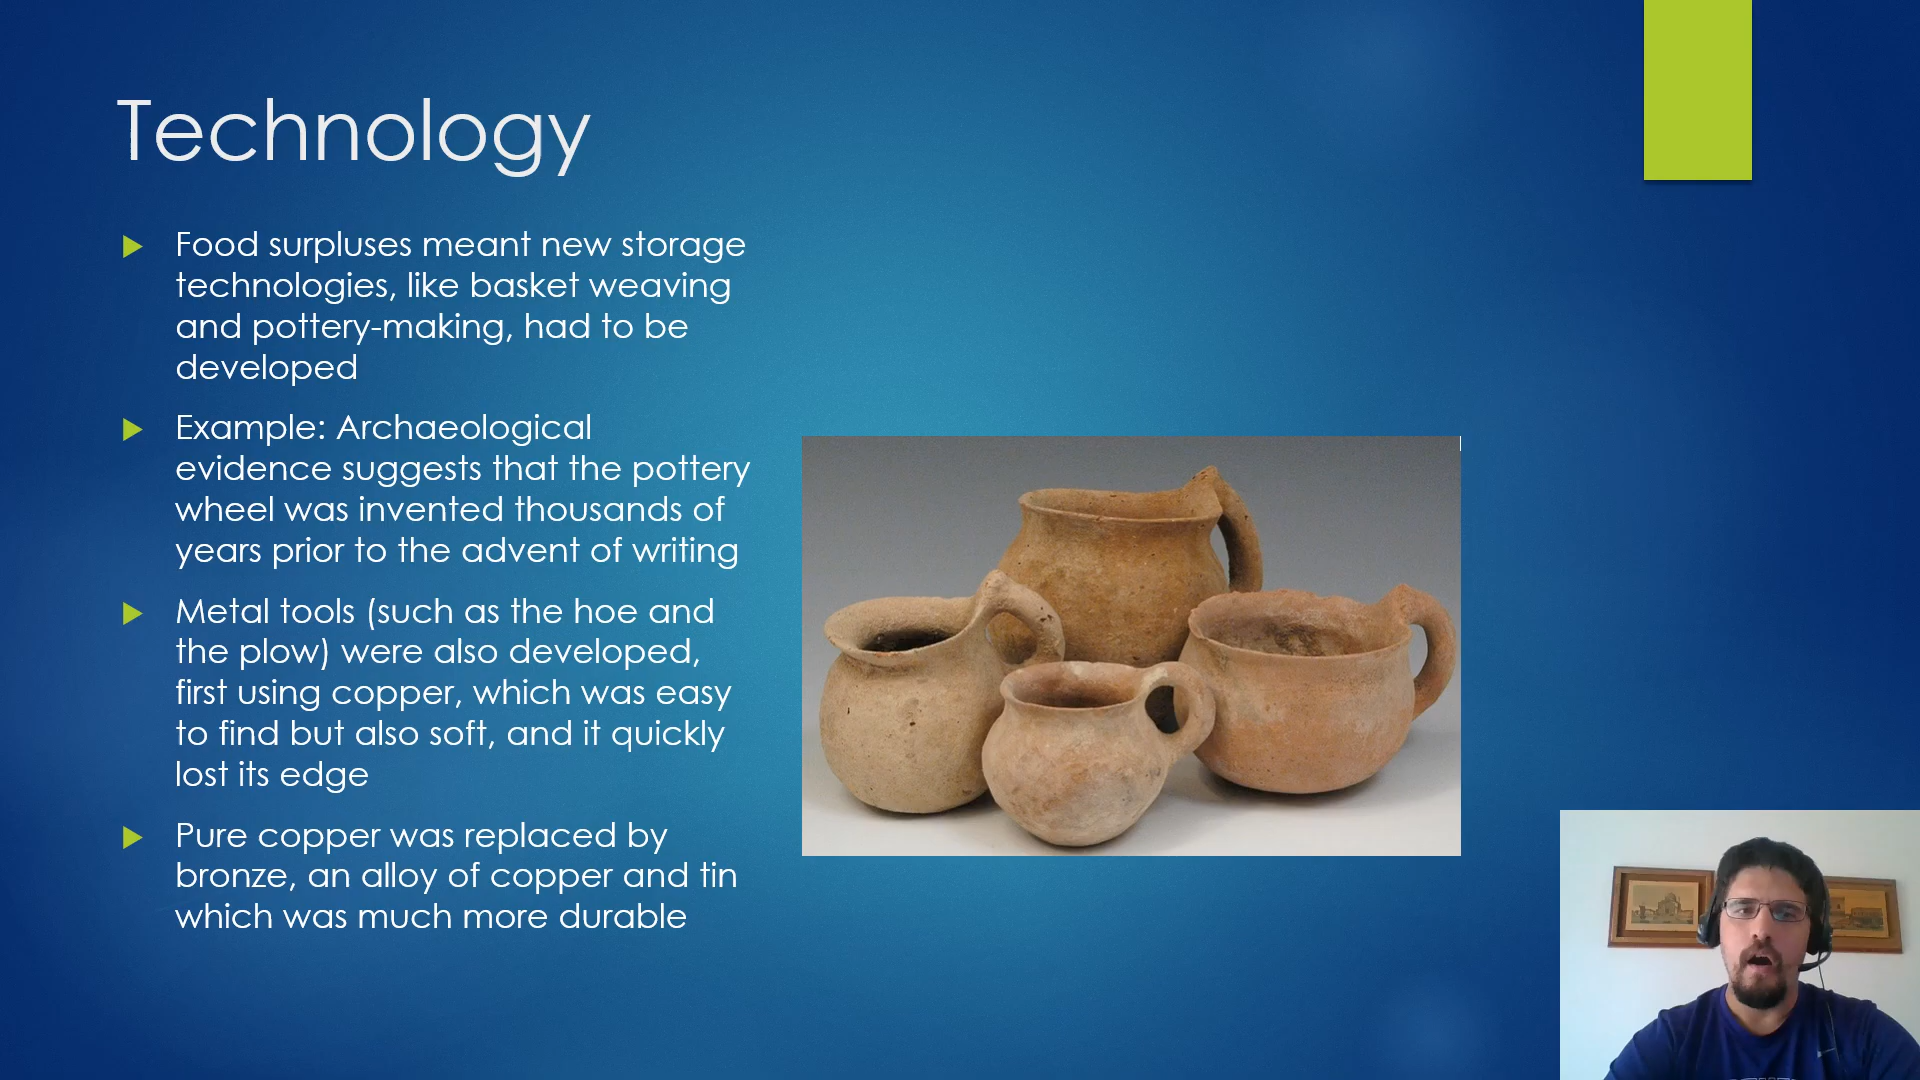 Technology
Food surpluses meant new storage
technologies, like basket weaving
and pottery-making, had to be
developed
Example: Archaeological
evidence suggests that the pottery
wheel was invented thousands of
years prior to the advent of writing
Metal tools (such as the hoe and
the plow) were also developed,
first using copper, which was easy
to find but also soft, and it quickly
lost its edge
Pure copper was replaced by
bronze, an alloy of copper and tin
which was much more durable